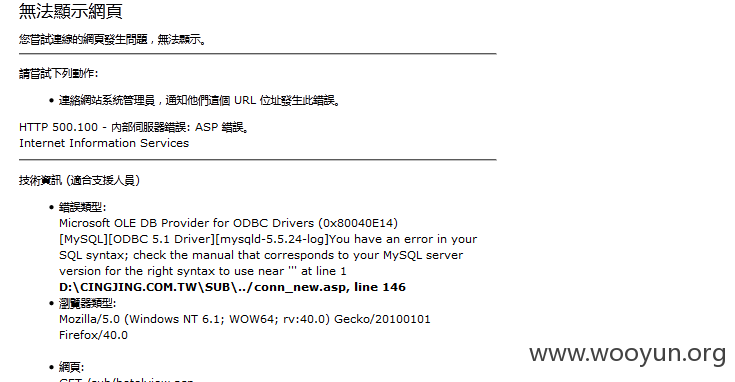 無法顯示網頁
您嘗試連線的網頁發生問題，無法顯示。
請嘗試下列動作:
• 連絡網站系統管理員，通知他們這個 URL 位址發生此錯誤。
HTTP 500.100 - 內部伺服器錯誤: ASP 錯誤。
Internet Information Services
技術資訊 (適合支援人員)
• 錯誤類型:
Microsoft OLE DB Provider for ODBC Drivers (0x80040E14)
[MySQL][ODBC 5.1 Driver][mysqld-5.5.24-log]You have an error in your
SQL syntax; check the manual that corresponds to your MySQL server
version for the right syntax to use near ''' at line 1
D:\CINGJING.COM.TW\SUB\../conn_new.asp, line 146
• 瀏覽器類型:
Mozilla/5.0 (Windows NT 6.1; WOW64; rv:40.0) Gecko/20100101
Firefox/40.0
• 網頁:
GET /sub/hotelview.asp
www.wooyun.org